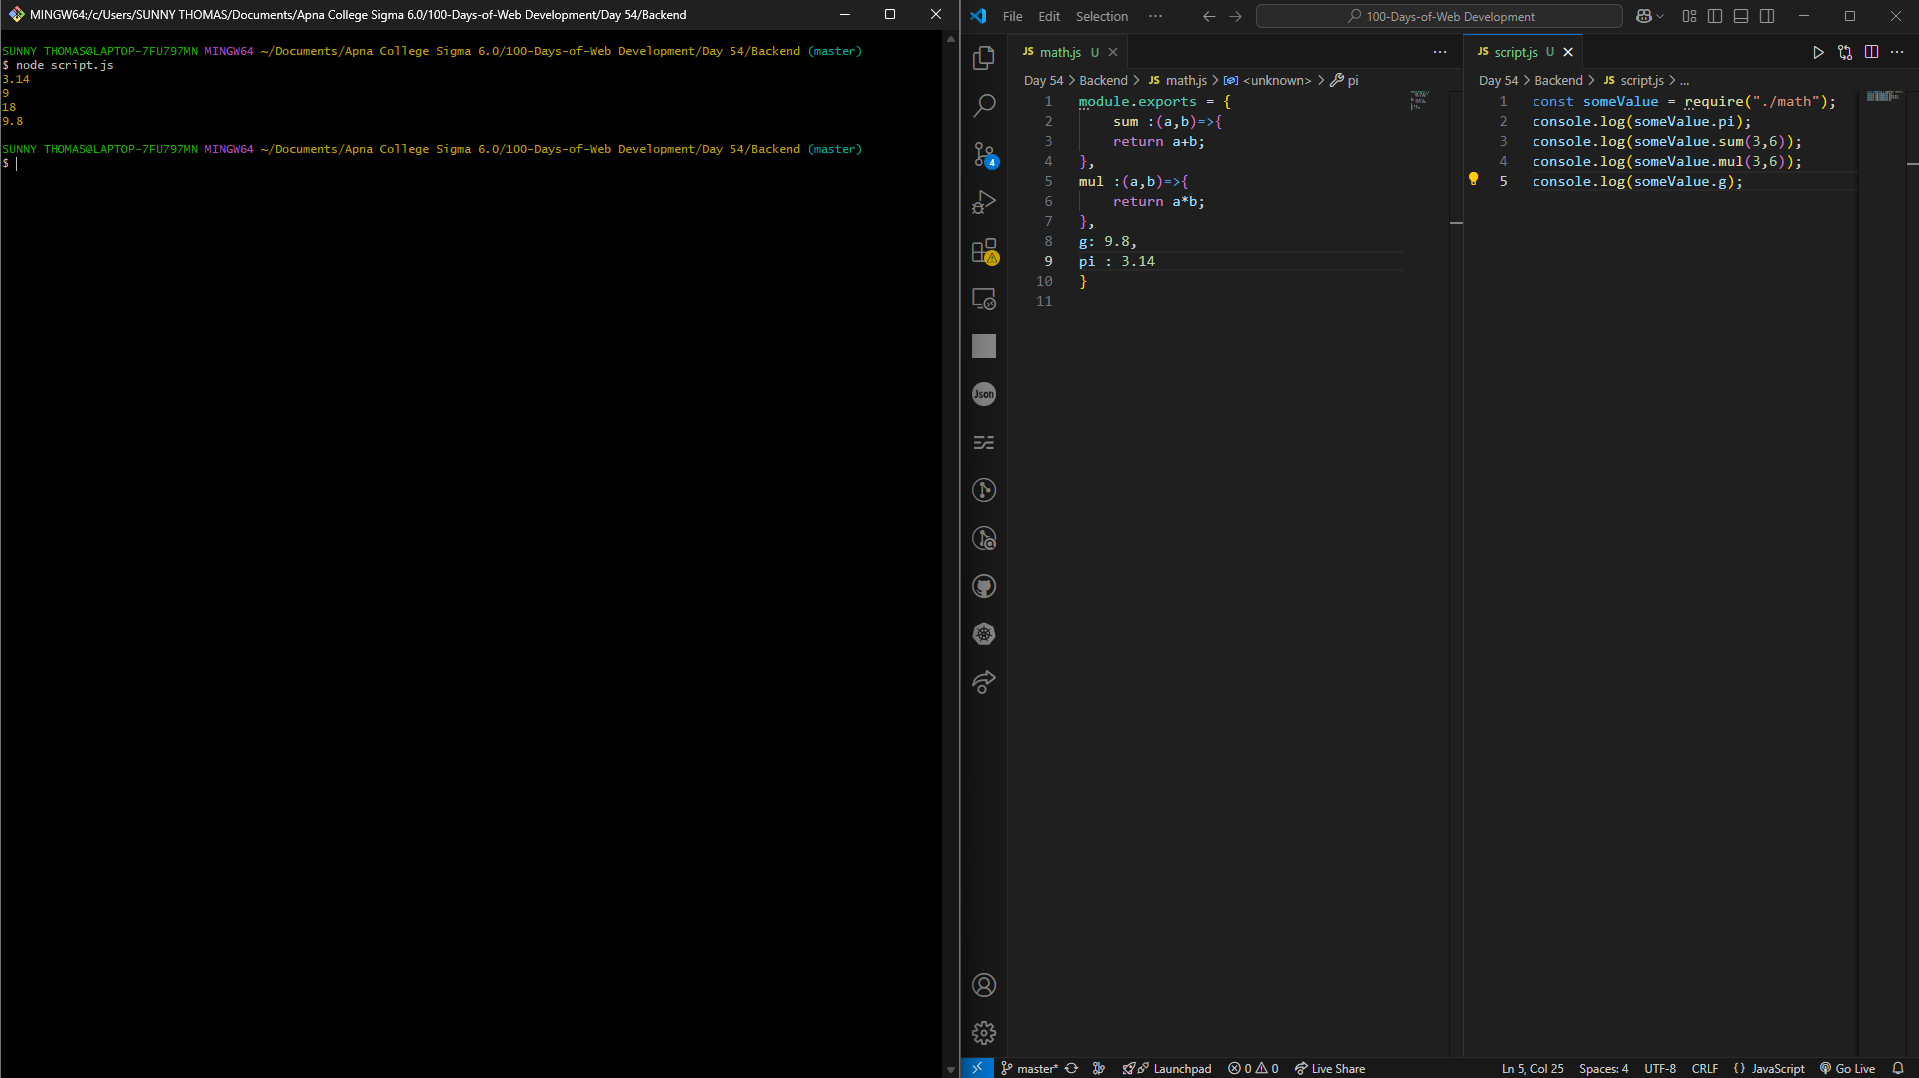 MINGW64:/c/Users/SUNNY THOMAS/Documents/Apna College Sigma 6.0/100-Days-of-Web Development/Day 54/Backend
SUNNY THOMAS@LAPTOP-7FU797MN MINGW64 ~/Documents/Apna College Sigma 6.0/100-Days-of-Web Development/Day 54/Backend (master)
$ node script.js
3.14
9
18
9.8
SUNNY THOMAS@LAPTOP-7FU797MN MINGW64 ~/Documents/Apna College Sigma 6.0/100-Days-of-Web Development/Day 54/Backend (master)
$
File Edit Selection ··· 100-Days-of-Web Development
4
Json
JS math.js U
Day 54 > Backend > JS math.js > <unknown> > pi
1 module.exports = {
2 sum :(a,b)=>{
3 return a+b;
4 },
5 mul :(a,b)=>{
6 return a*b;
7 },
8 g: 9.8,
9 pi : 3.14
10 }
11
JS script.js U
Day 54 > Backend > JS script.js > ...
1 const someValue = require("./math");
2 console.log(someValue.pi);
3 console.log(someValue.sum(3,6));
4 console.log(someValue.mul(3,6));
5 console.log(someValue.g);
master* Launchpad 0 0 Live Share Ln 5, Col 25 Spaces: 4 UTF-8 CRLF {} JavaScript Go Live